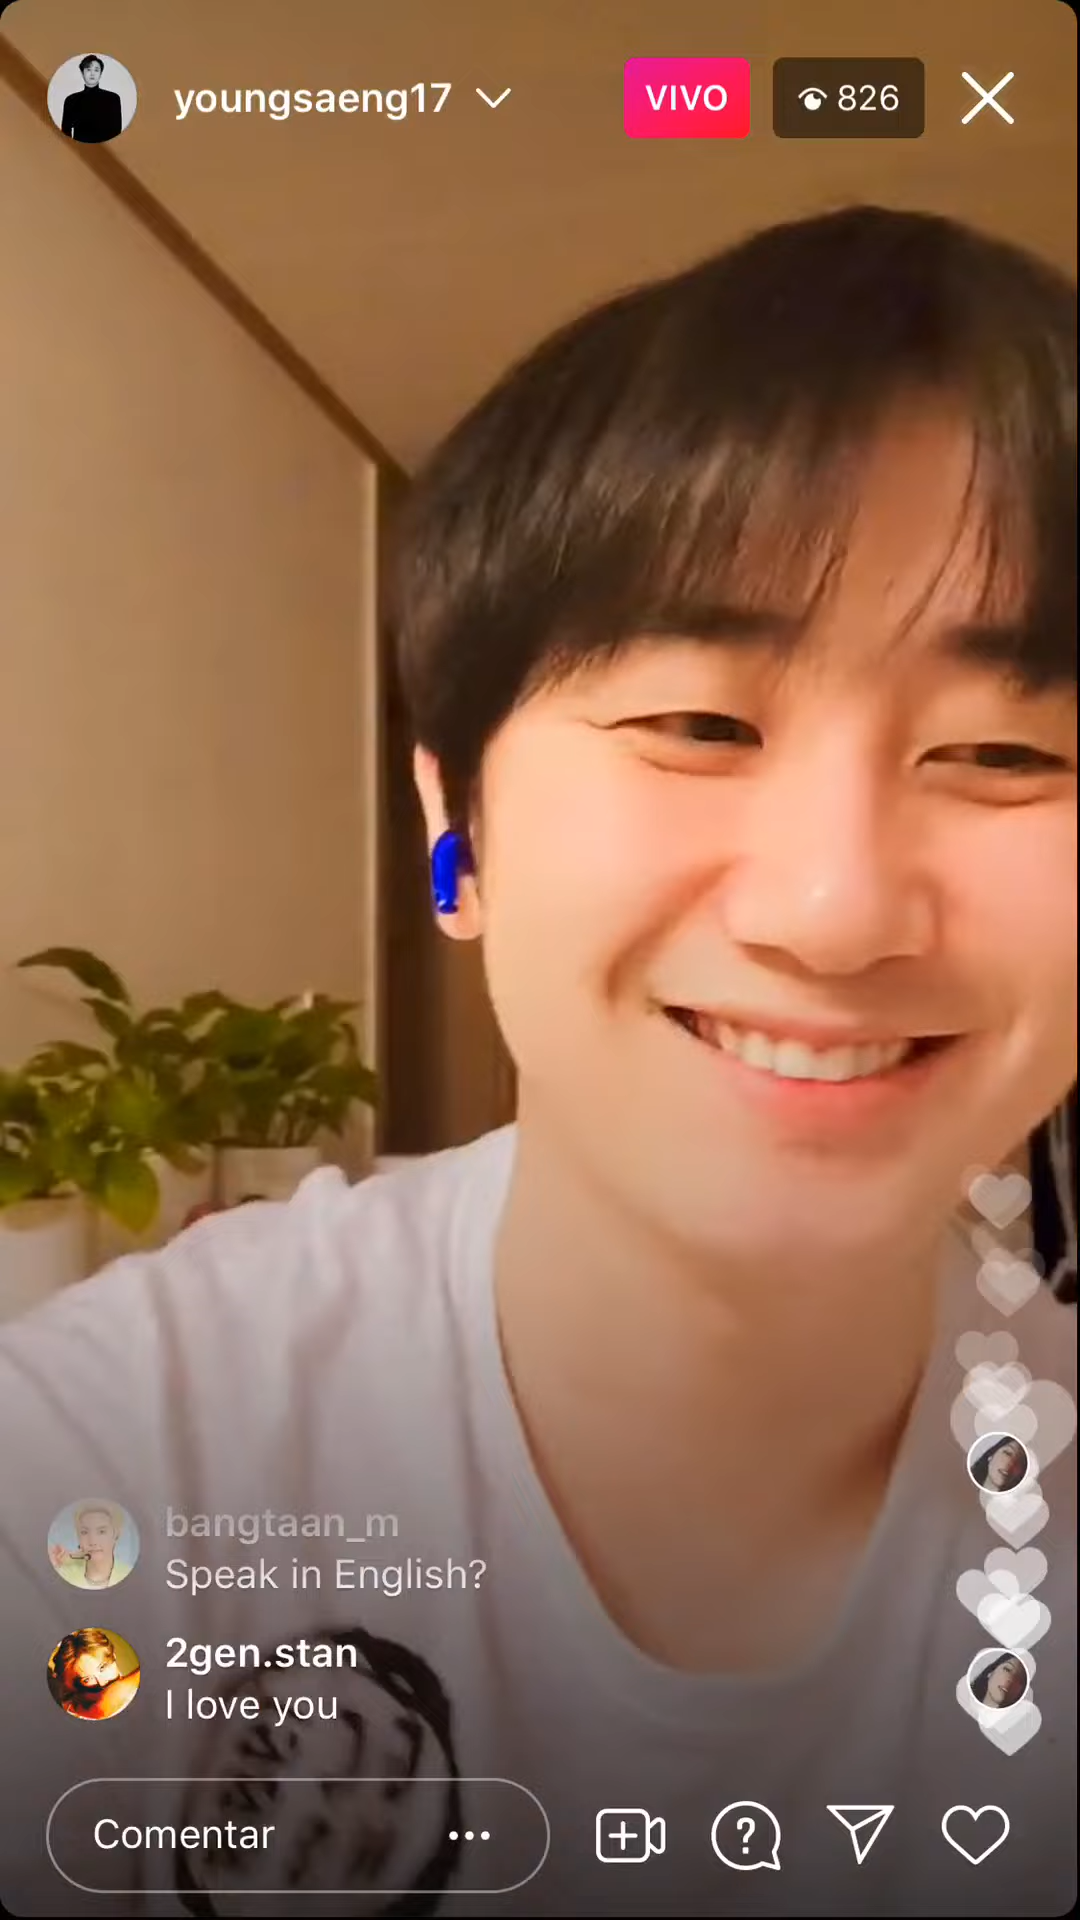 youngsaeng17
VIVO
826
bangtaan_m
Speak in English?
2gen.stan
I love you
Comentar